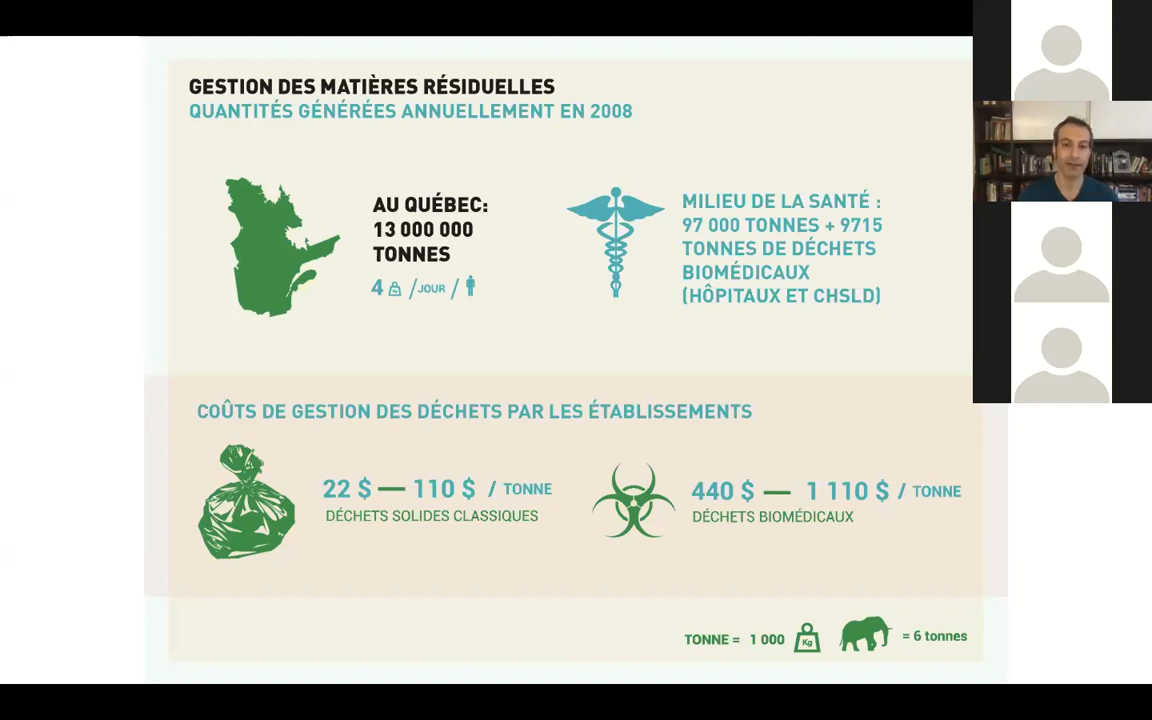 GESTION DES MATIÈRES RÉSIDUELLES
QUANTITÉS GÉNÉRÉES ANNUELLEMENT EN 2008
AU QUÉBEC:
13 000 000
TONNES
4 Kg /JOUR /
MILIEU DE LA SANTÉ :
97 000 TONNES + 9715
TONNES DE DÉCHETS
BIOMÉDICAUX
(HÔPITAUX ET CHSLD)
COÛTS DE GESTION DES DÉCHETS PAR LES ÉTABLISSEMENTS
22 $ — 110 $ / TONNE
DÉCHETS SOLIDES CLASSIQUES
440 $ — 1 110 $ / TONNE
DÉCHETS BIOMÉDICAUX
TONNE = 1 000 Kg
= 6 tonnes